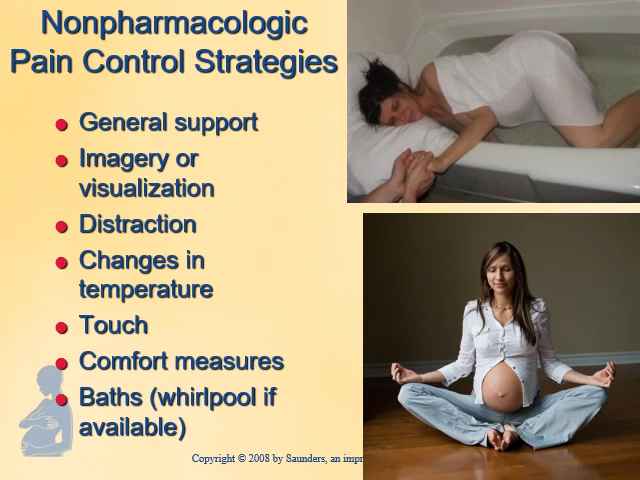 Nonpharmacologic
Pain Control Strategies
General support
Imagery or
visualization
Distraction
Changes in
temperature
Touch
Comfort measures
Baths (whirlpool if
available)
Copyright © 2008 by Saunders, an